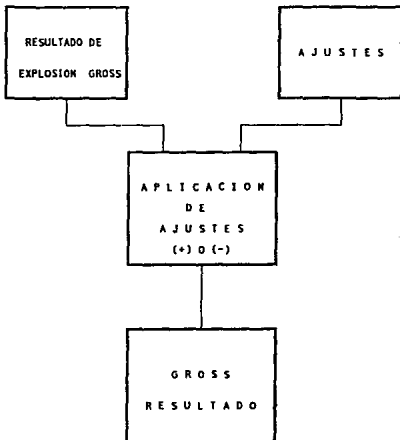 RESULTADO DE
EXPLOSION GROSS
AJUSTES
APLICACION
DE
AJUSTES
(+) O (-)
GROSS
RESULTADO